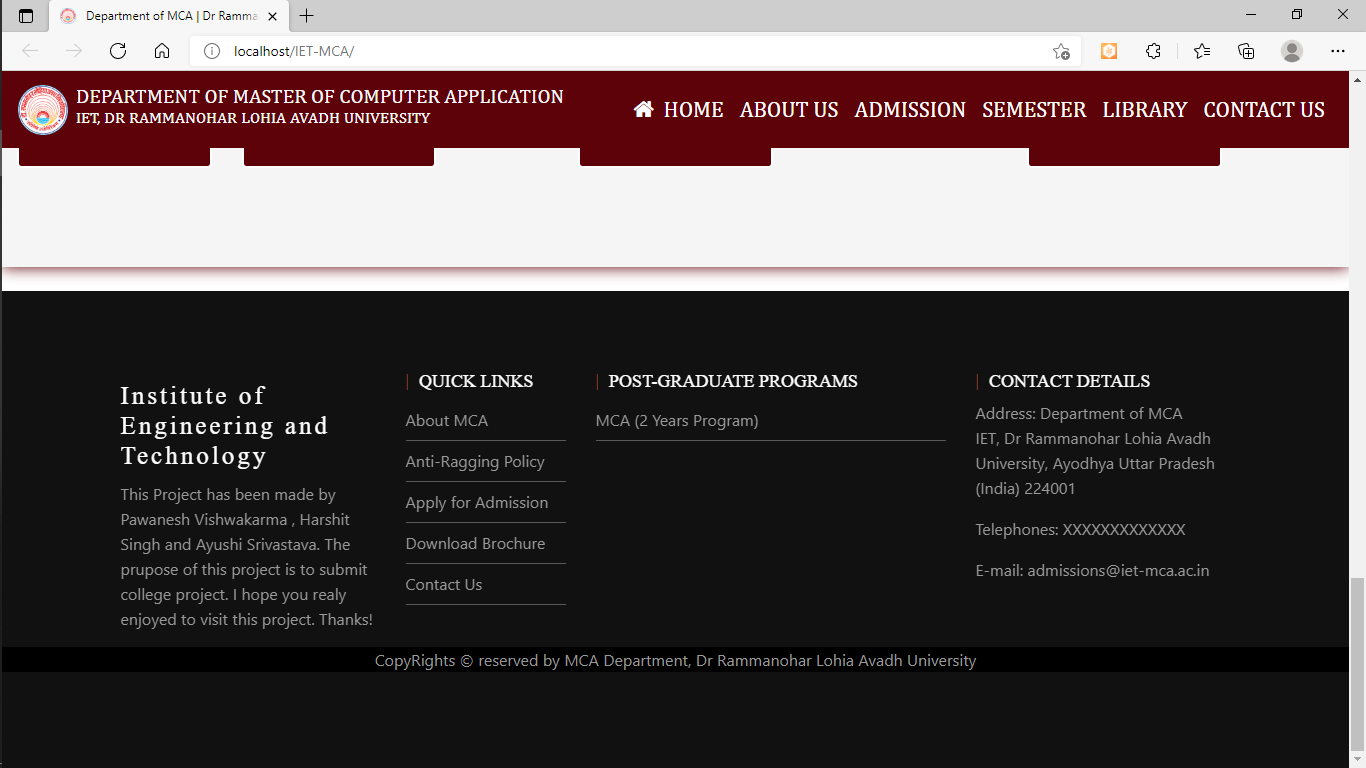 Department of MCA | Dr Ramma
localhost/IET-MCA/
DEPARTMENT OF MASTER OF COMPUTER APPLICATION
IET, DR RAMMANOHAR LOHIA AVADH UNIVERSITY
HOME ABOUT US ADMISSION SEMESTER LIBRARY CONTACT US
Institute of
Engineering and
Technology
This Project has been made by
Pawanesh Vishwakarma , Harshit
Singh and Ayushi Srivastava. The
prupose of this project is to submit
college project. I hope you realy
enjoyed to visit this project. Thanks!
| QUICK LINKS
About MCA
Anti-Ragging Policy
Apply for Admission
Download Brochure
Contact Us
| POST-GRADUATE PROGRAMS
MCA (2 Years Program)
| CONTACT DETAILS
Address: Department of MCA
IET, Dr Rammanohar Lohia Avadh
University, Ayodhya Uttar Pradesh
(India) 224001
Telephones: XXXXXXXXXXXXX
E-mail: admissions@iet-mca.ac.in
CopyRights © reserved by MCA Department, Dr Rammanohar Lohia Avadh University